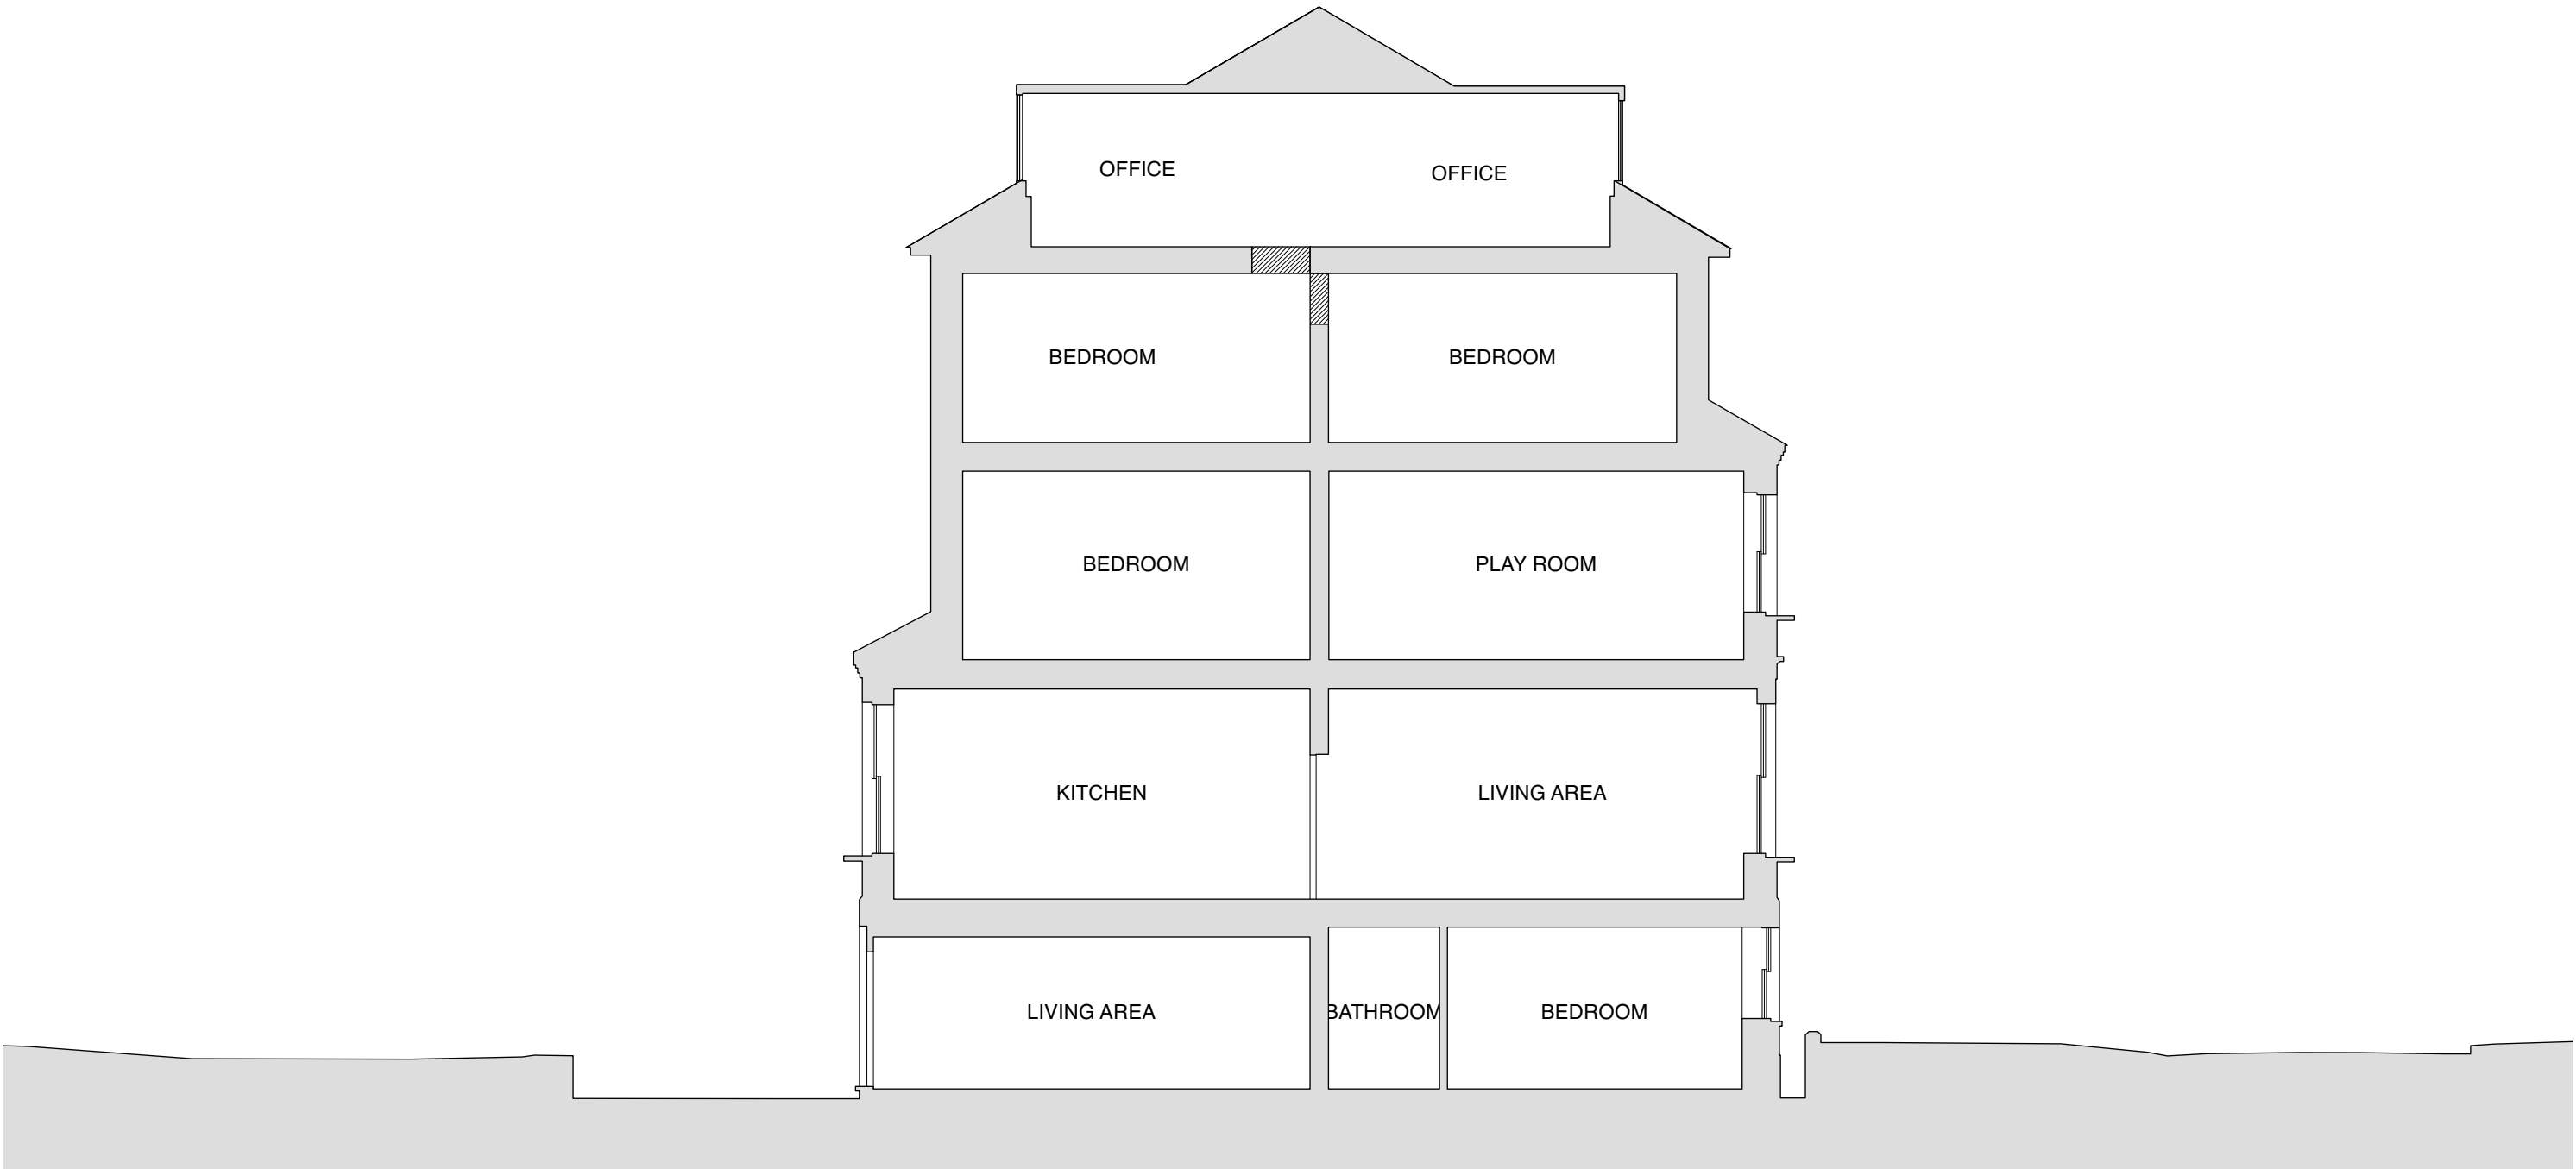 OFFICE
OFFICE
BEDROOM
BEDROOM
BEDROOM
PLAY ROOM
KITCHEN
LIVING AREA
LIVING AREA
BATHROOM
BEDROOM